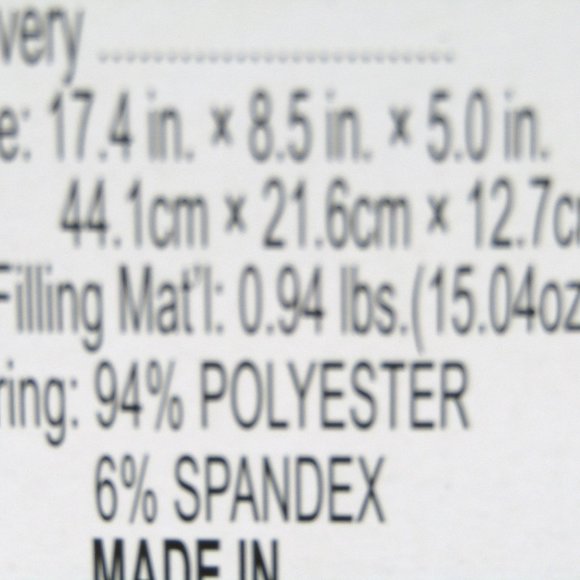 very ..........................
e: 17.4 in. × 8.5 in. × 5.0 in.
44.1cm × 21.6cm × 12.7c
Filling Mat'l: 0.94 lbs.(15.04oz
ring: 94% POLYESTER
6% SPANDEX
MADE IN